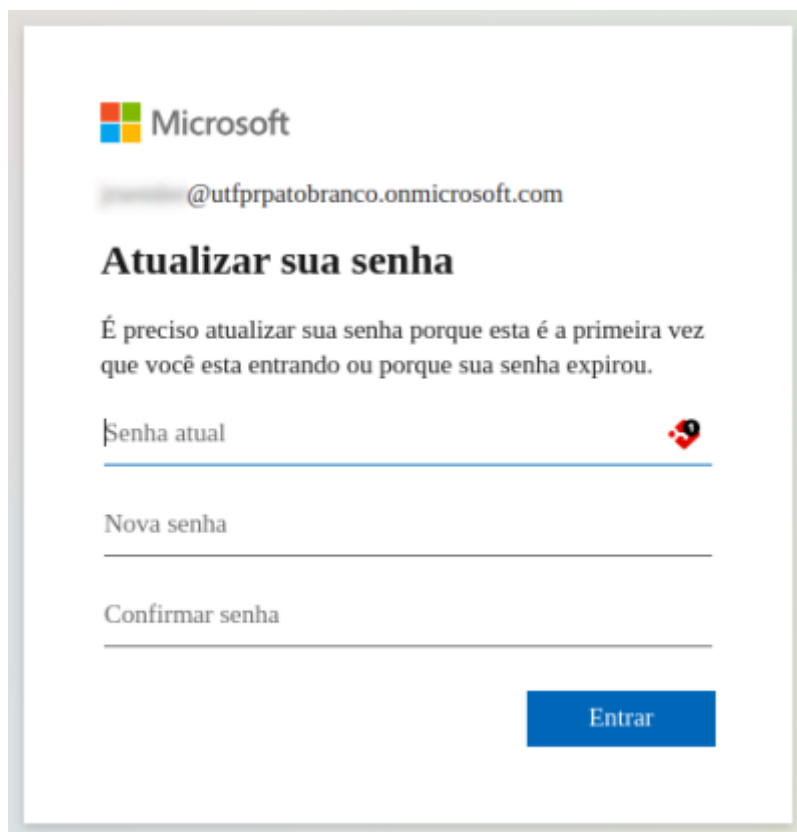 Microsoft
@utfprpatobranco.onmicrosoft.com
Atualizar sua senha
É preciso atualizar sua senha porque esta é a primeira vez
que você esta entrando ou porque sua senha expirou.
Senha atual
Nova senha
Confirmar senha
Entrar